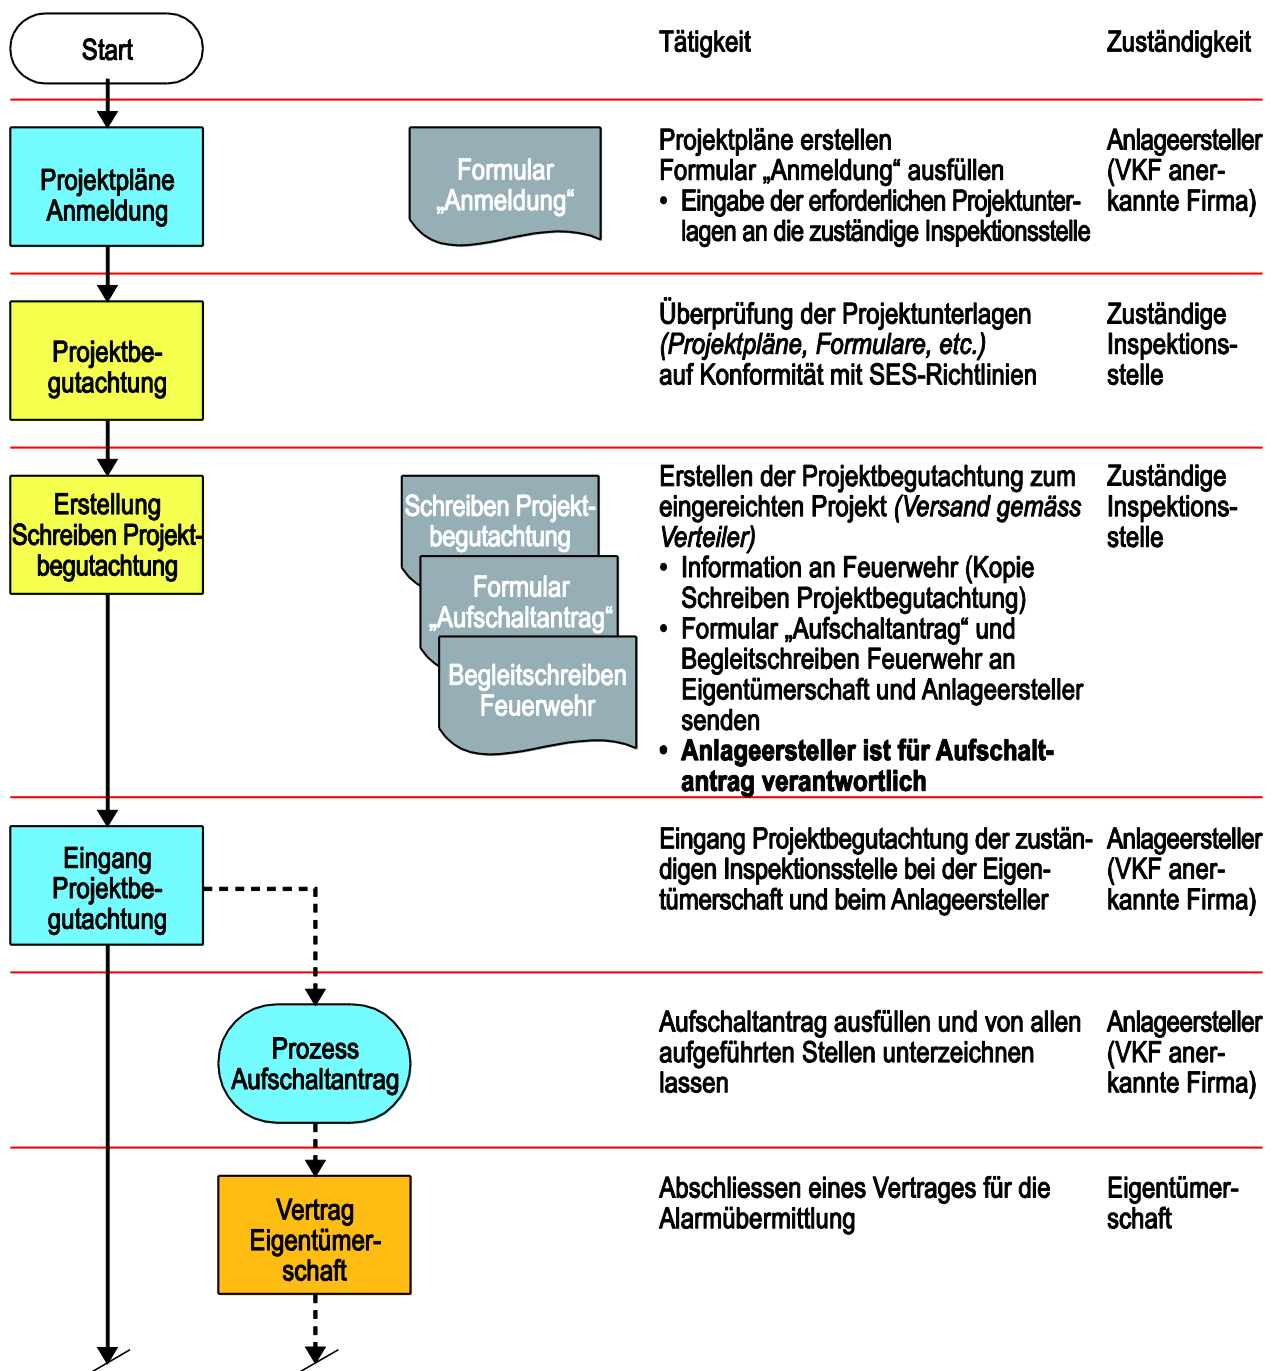 Start
Tätigkeit
Zuständigkeit
Projektpläne
Anmeldung
Formular
„Anmeldung“
Projektpläne erstellen
Formular „Anmeldung“ ausfüllen
• Eingabe der erforderlichen Projektunter-
lagen an die zuständige Inspektionsstelle
Anlageersteller
(VKF aner-
kannte Firma)
Projektbe-
gutachtung
Überprüfung der Projektunterlagen
(Projektpläne, Formulare, etc.)
auf Konformität mit SES-Richtlinien
Zuständige
Inspektions-
stelle
Erstellung
Schreiben Projekt-
begutachtung
Schreiben Projekt-
begutachtung
Formular
„Aufschaltantrag“
Begleitschreiben
Feuerwehr
Erstellen der Projektbegutachtung zum
eingereichten Projekt (Versand gemäss
Verteiler)
• Information an Feuerwehr (Kopie
Schreiben Projektbegutachtung)
• Formular „Aufschaltantrag“ und
Begleitschreiben Feuerwehr an
Eigentümerschaft und Anlageersteller
senden
• Anlageersteller ist für Aufschalt-
antrag verantwortlich
Zuständige
Inspektions-
stelle
Eingang
Projektbe-
gutachtung
Eingang Projektbegutachtung der zustän-
digen Inspektionsstelle bei der Eigen-
tümerschaft und beim Anlageersteller
Anlageersteller
(VKF aner-
kannte Firma)
Prozess
Aufschaltantrag
Aufschaltantrag ausfüllen und von allen
aufgeführten Stellen unterzeichnen
lassen
Anlageersteller
(VKF aner-
kannte Firma)
Vertrag
Eigentümer-
schaft
Abschliessen eines Vertrages für die
Alarmübermittlung
Eigentümer-
schaft